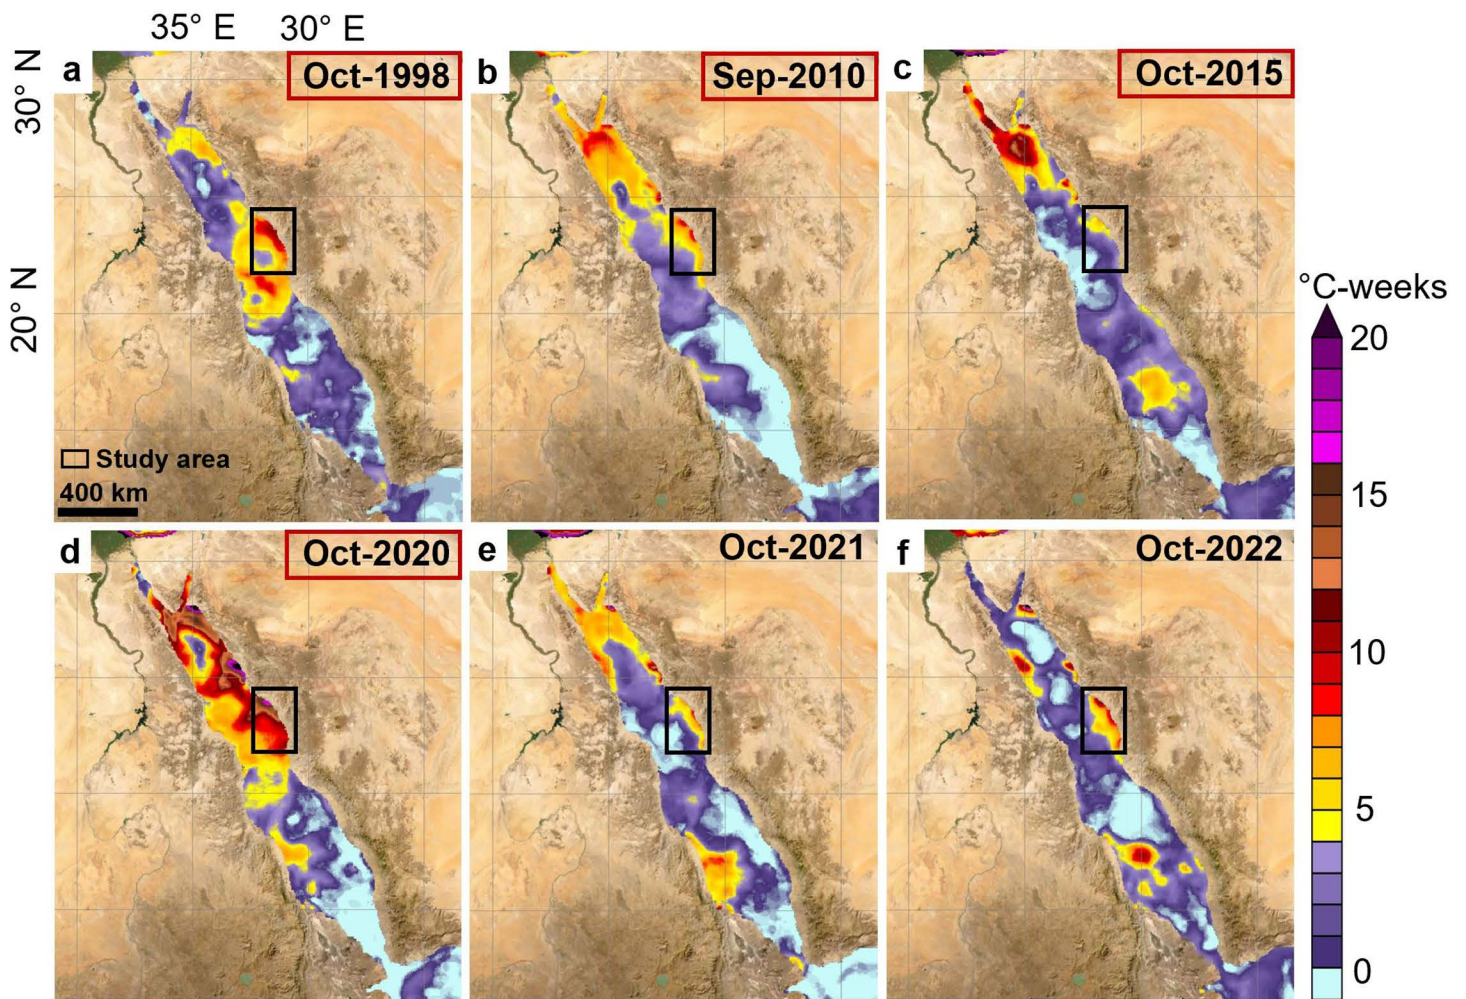 35° E 30° E
30° N
20° N
a Oct-1998
b Sep-2010
c Oct-2015
Study area
400 km
d Oct-2020
e Oct-2021
f Oct-2022
°C-weeks
20
15
10
5
0